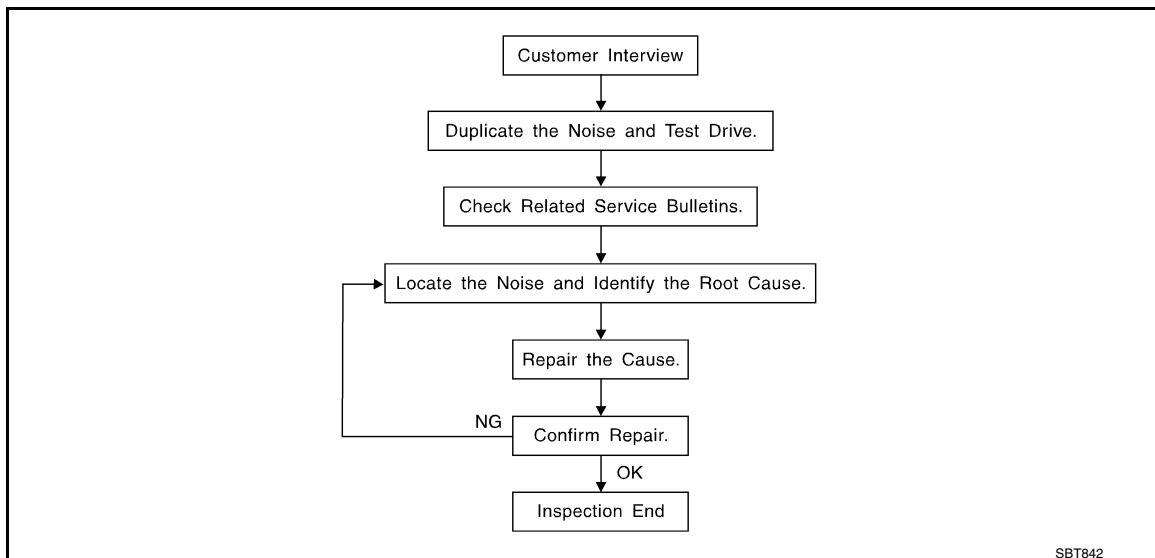 Customer Interview
Duplicate the Noise and Test Drive.
Check Related Service Bulletins.
Locate the Noise and Identify the Root Cause.
Repair the Cause.
NG
Confirm Repair.
OK
Inspection End
SBT842